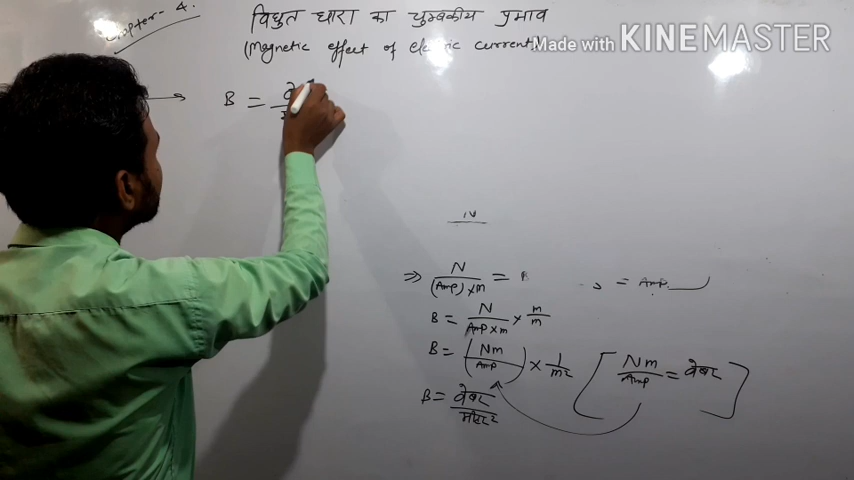 Chapter- 4.
विधुत धारा का चुम्बकीय प्रभाव
(Magnetic effect of electric current)
Made with KINEMASTER
B =
⇒ N/(Amp)×m = B
= Amp
B = N/Amp×m × m/m
B = (Nm/Amp) × 1/m2
[Nm/Amp = वेबर]
B = वेबर/मीटर2